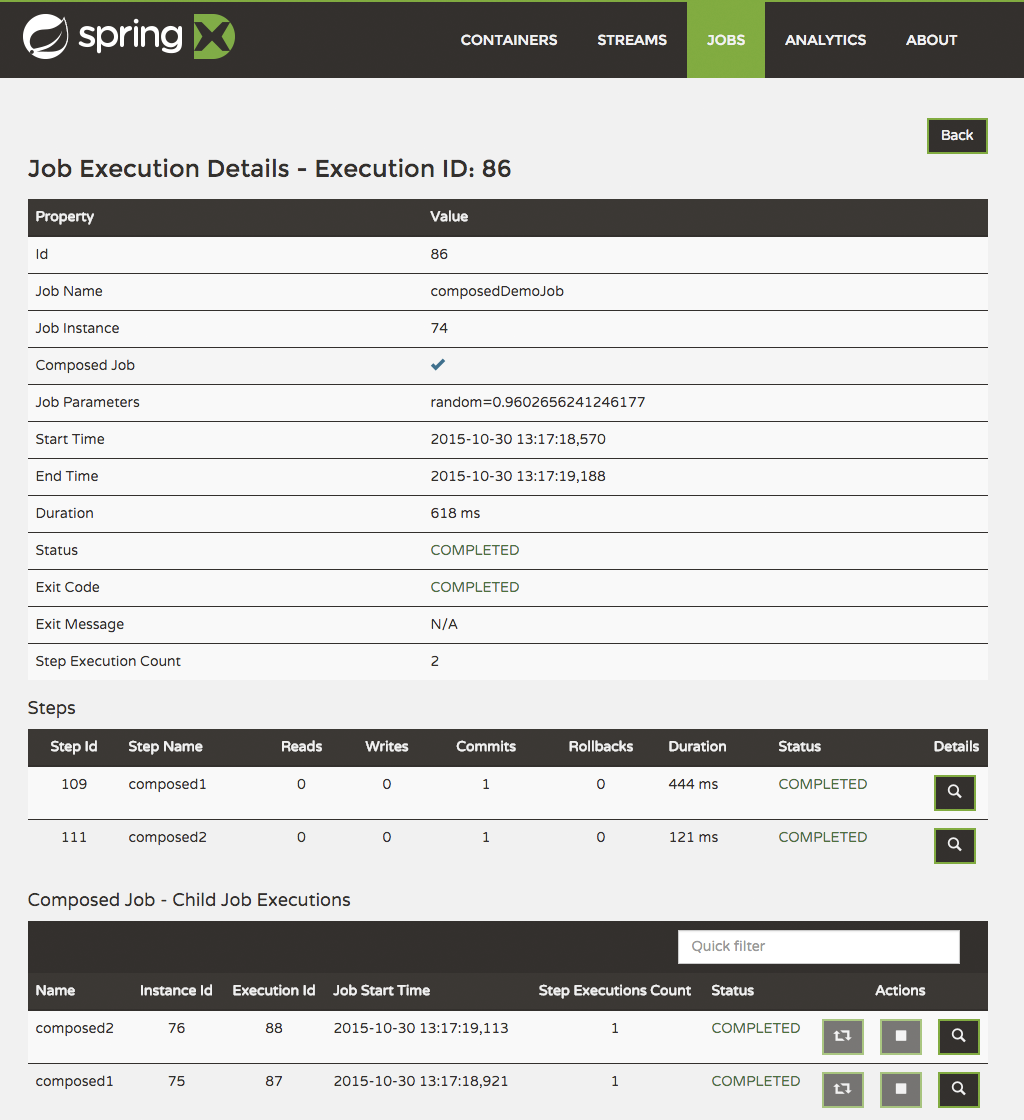 spring XD
CONTAINERS STREAMS JOBS ANALYTICS ABOUT
Back
Job Execution Details - Execution ID: 86
Property Value
Id 86
Job Name composedDemoJob
Job Instance 74
Composed Job
Job Parameters random=0.9602656241246177
Start Time 2015-10-30 13:17:18,570
End Time 2015-10-30 13:17:19,188
Duration 618 ms
Status COMPLETED
Exit Code COMPLETED
Exit Message N/A
Step Execution Count 2
Steps
Step Id Step Name Reads Writes Commits Rollbacks Duration Status Details
109 composed1 0 0 1 0 444 ms COMPLETED
111 composed2 0 0 1 0 121 ms COMPLETED
Composed Job - Child Job Executions
Quick filter
Name Instance Id Execution Id Job Start Time Step Executions Count Status Actions
composed2 76 88 2015-10-30 13:17:19,113 1 COMPLETED
composed1 75 87 2015-10-30 13:17:18,921 1 COMPLETED